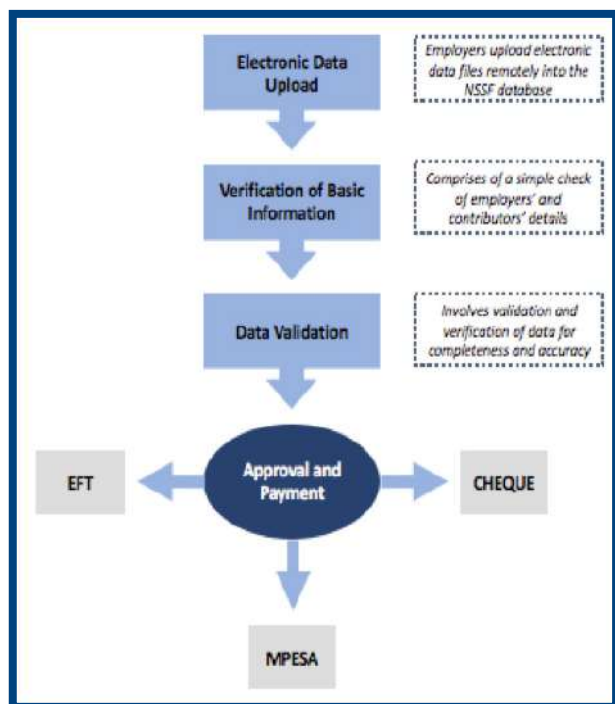 Electronic Data
Upload
Employers upload electronic
data files remotely into the
NSSF database
Verification of Basic
Information
Comprises of a simple check
of employers' and
contributors' details
Data Validation
Involves validation and
verification of data for
completeness and accuracy
EFT
Approval and
Payment
CHEQUE
MPESA